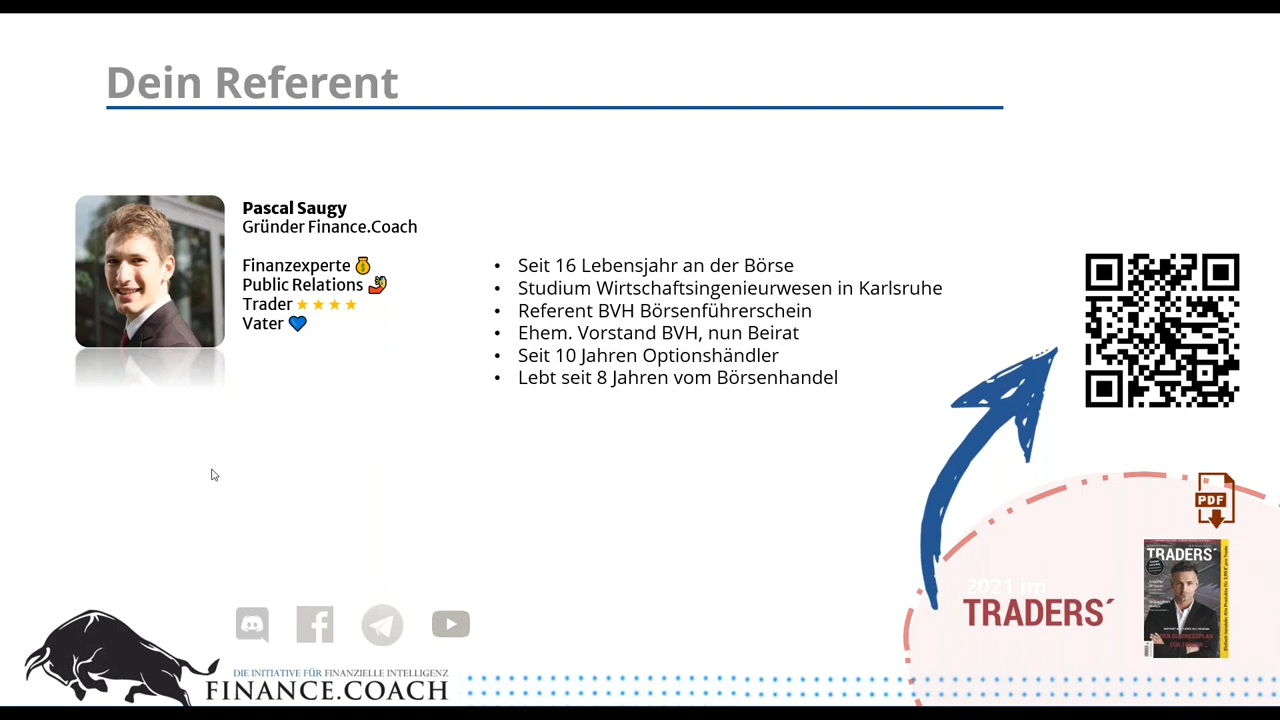 Dein Referent
Pascal Saugy
Gründer Finance.Coach
Finanzexperte
Public Relations
Trader
Vater
• Seit 16 Lebensjahr an der Börse
• Studium Wirtschaftsingenieurwesen in Karlsruhe
• Referent BVH Börsenführerschein
• Ehem. Vorstand BVH, nun Beirat
• Seit 10 Jahren Optionshändler
• Lebt seit 8 Jahren vom Börsenhandel
PDF
2021 im
TRADERS´
TRADERS´
DIE INITIATIVE FÜR FINANZIELLE INTELLIGENZ
FINANCE.COACH